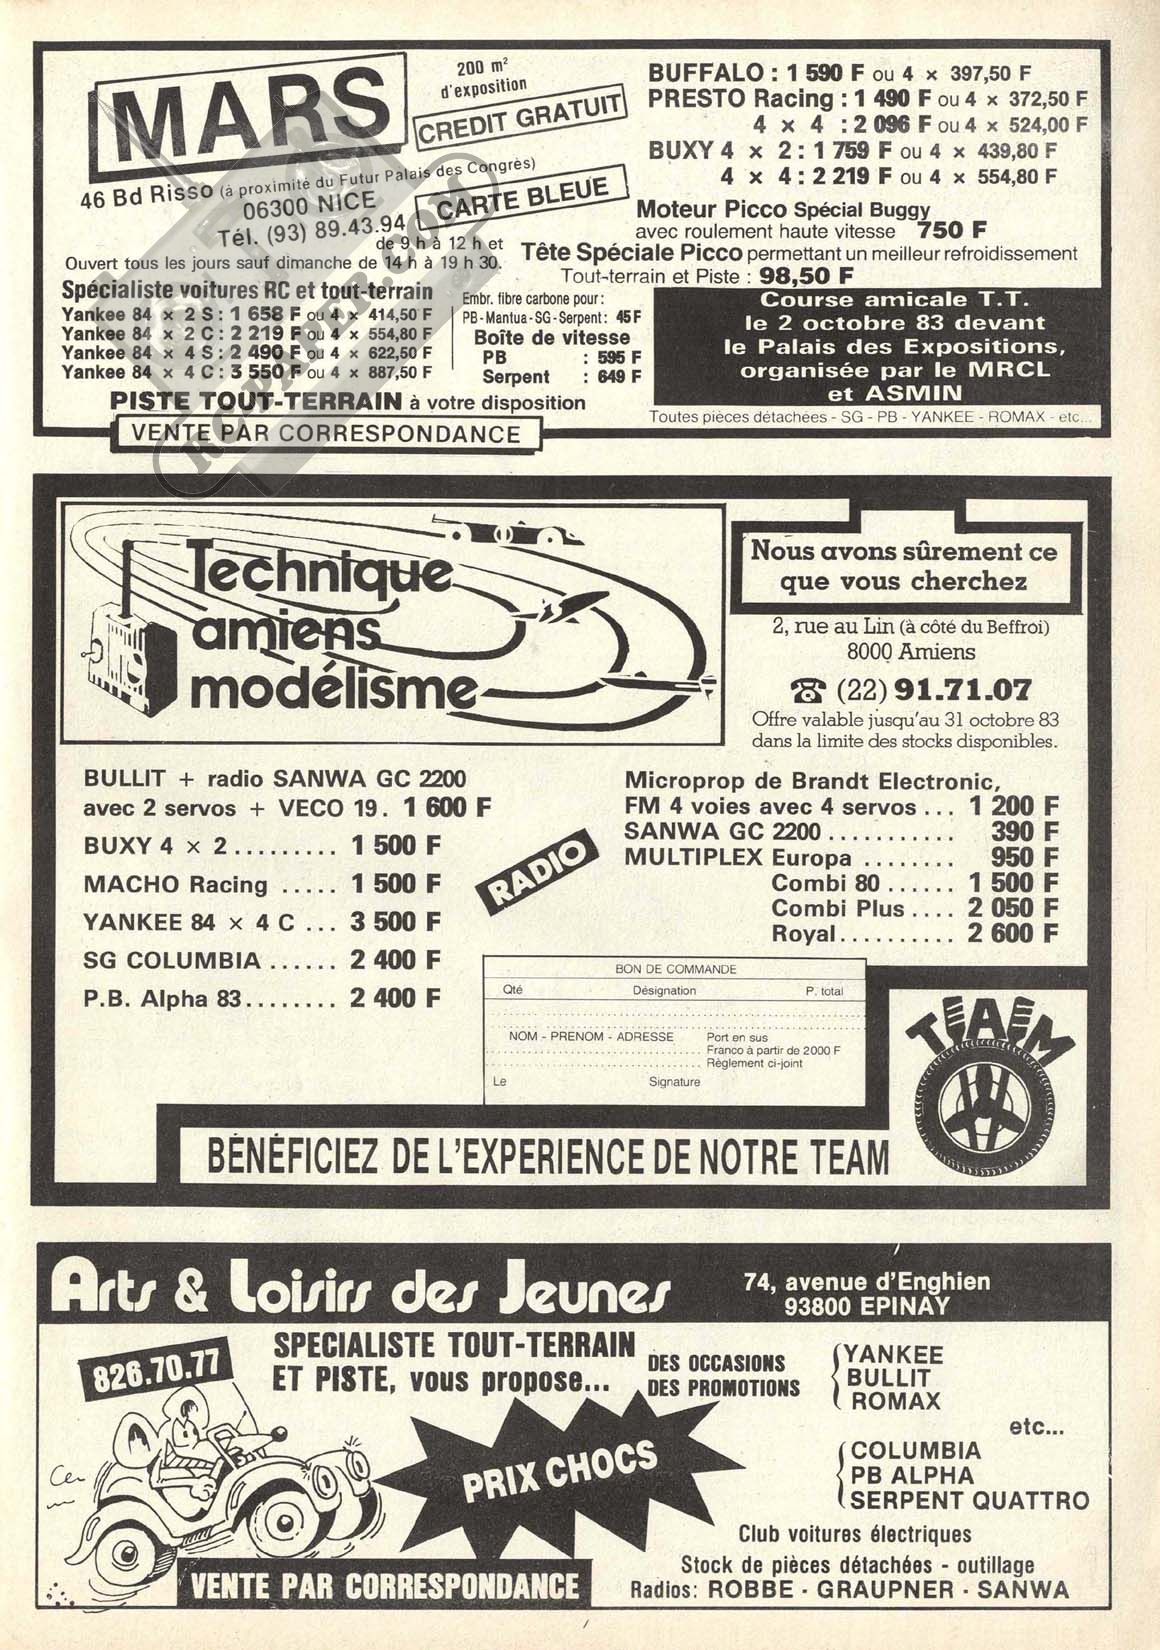 MARS
200 m²
d'exposition
CREDIT GRATUIT
46 Bd Risso (à proximité du Futur Palais des Congrès)
06300 NICE
CARTE BLEUE
Tél. (93) 89.43.94
de 9 h à 12 h et
Ouvert tous les jours sauf dimanche de 14 h à 19 h 30.
Spécialiste voitures RC et tout-terrain
Yankee 84 × 2 S : 1 658 F ou 4 × 414,50 F
Yankee 84 × 2 C : 2 219 F ou 4 × 554,80 F
Yankee 84 × 4 S : 2 490 F ou 4 × 622,50 F
Yankee 84 × 4 C : 3 550 F ou 4 × 887,50 F
Embr. fibre carbone pour :
PB - Mantua - SG - Serpent : 45 F
Boîte de vitesse
PB : 595 F
Serpent : 649 F
PISTE TOUT-TERRAIN à votre disposition
VENTE PAR CORRESPONDANCE
BUFFALO : 1 590 F ou 4 × 397,50 F
PRESTO Racing : 1 490 F ou 4 × 372,50 F
4 × 4 : 2 096 F ou 4 × 524,00 F
BUXY 4 × 2 : 1 759 F ou 4 × 439,80 F
4 × 4 : 2 219 F ou 4 × 554,80 F
Moteur Picco Spécial Buggy
avec roulement haute vitesse 750 F
Tête Spéciale Picco permettant un meilleur refroidissement
Tout-terrain et Piste : 98,50 F
Course amicale T.T.
le 2 octobre 83 devant
le Palais des Expositions,
organisée par le MRCL
et ASMIN
Toutes pièces détachées - SG - PB - YANKEE - ROMAX - etc...
RC-PAPER.COM
Technique
amiens
modélisme
Nous avons sûrement ce
que vous cherchez
2, rue au Lin (à côté du Beffroi)
8000 Amiens
☎ (22) 91.71.07
Offre valable jusqu'au 31 octobre 83
dans la limite des stocks disponibles.
BULLIT + radio SANWA GC 2200
avec 2 servos + VECO 19. 1 600 F
BUXY 4 × 2......... 1 500 F
MACHO Racing ..... 1 500 F
YANKEE 84 × 4 C ... 3 500 F
SG COLUMBIA ...... 2 400 F
P.B. Alpha 83........ 2 400 F
RADIO
Microprop de Brandt Electronic,
FM 4 voies avec 4 servos ... 1 200 F
SANWA GC 2200 ........... 390 F
MULTIPLEX Europa ........ 950 F
Combi 80 ...... 1 500 F
Combi Plus .... 2 050 F
Royal.......... 2 600 F
BON DE COMMANDE
Qté Désignation P. total
NOM - PRENOM - ADRESSE
Port en sus
Franco à partir de 2000 F
Règlement ci-joint
Le Signature
TEAM
BÉNÉFICIEZ DE L'EXPERIENCE DE NOTRE TEAM
Arts & Loisirs des Jeunes
74, avenue d'Enghien
93800 EPINAY
826.70.77
SPECIALISTE TOUT-TERRAIN
ET PISTE, vous propose...
DES OCCASIONS
DES PROMOTIONS
YANKEE
BULLIT
ROMAX
etc...
PRIX CHOCS
COLUMBIA
PB ALPHA
SERPENT QUATTRO
Club voitures électriques
Stock de pièces détachées - outillage
Radios: ROBBE - GRAUPNER - SANWA
VENTE PAR CORRESPONDANCE